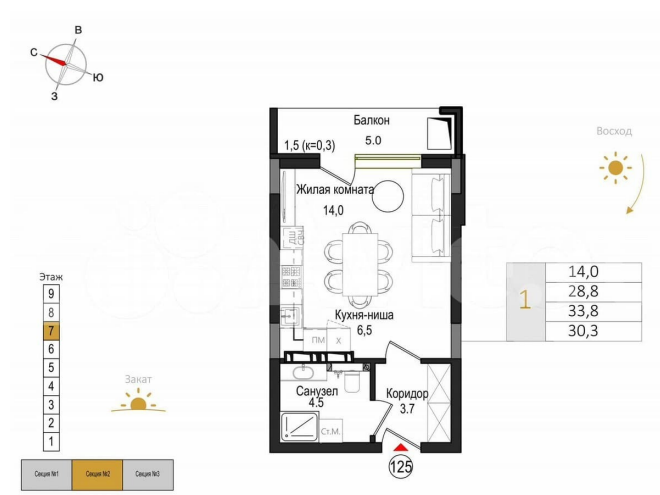 В
С
Ю
З
Балкон
5.0
1,5 (к=0,3)
Восход
Жилая комната
14,0
ДШ
СВЧ
Этаж
9
8
7
6
5
4
3
2
1
Кухня-ниша
6,5
ПМ
Х
1
14,0
28,8
33,8
30,3
Закат
Санузел
4.5
Ст.М.
Коридор
3.7
125
Секция №1
Секция №2
Секция №3